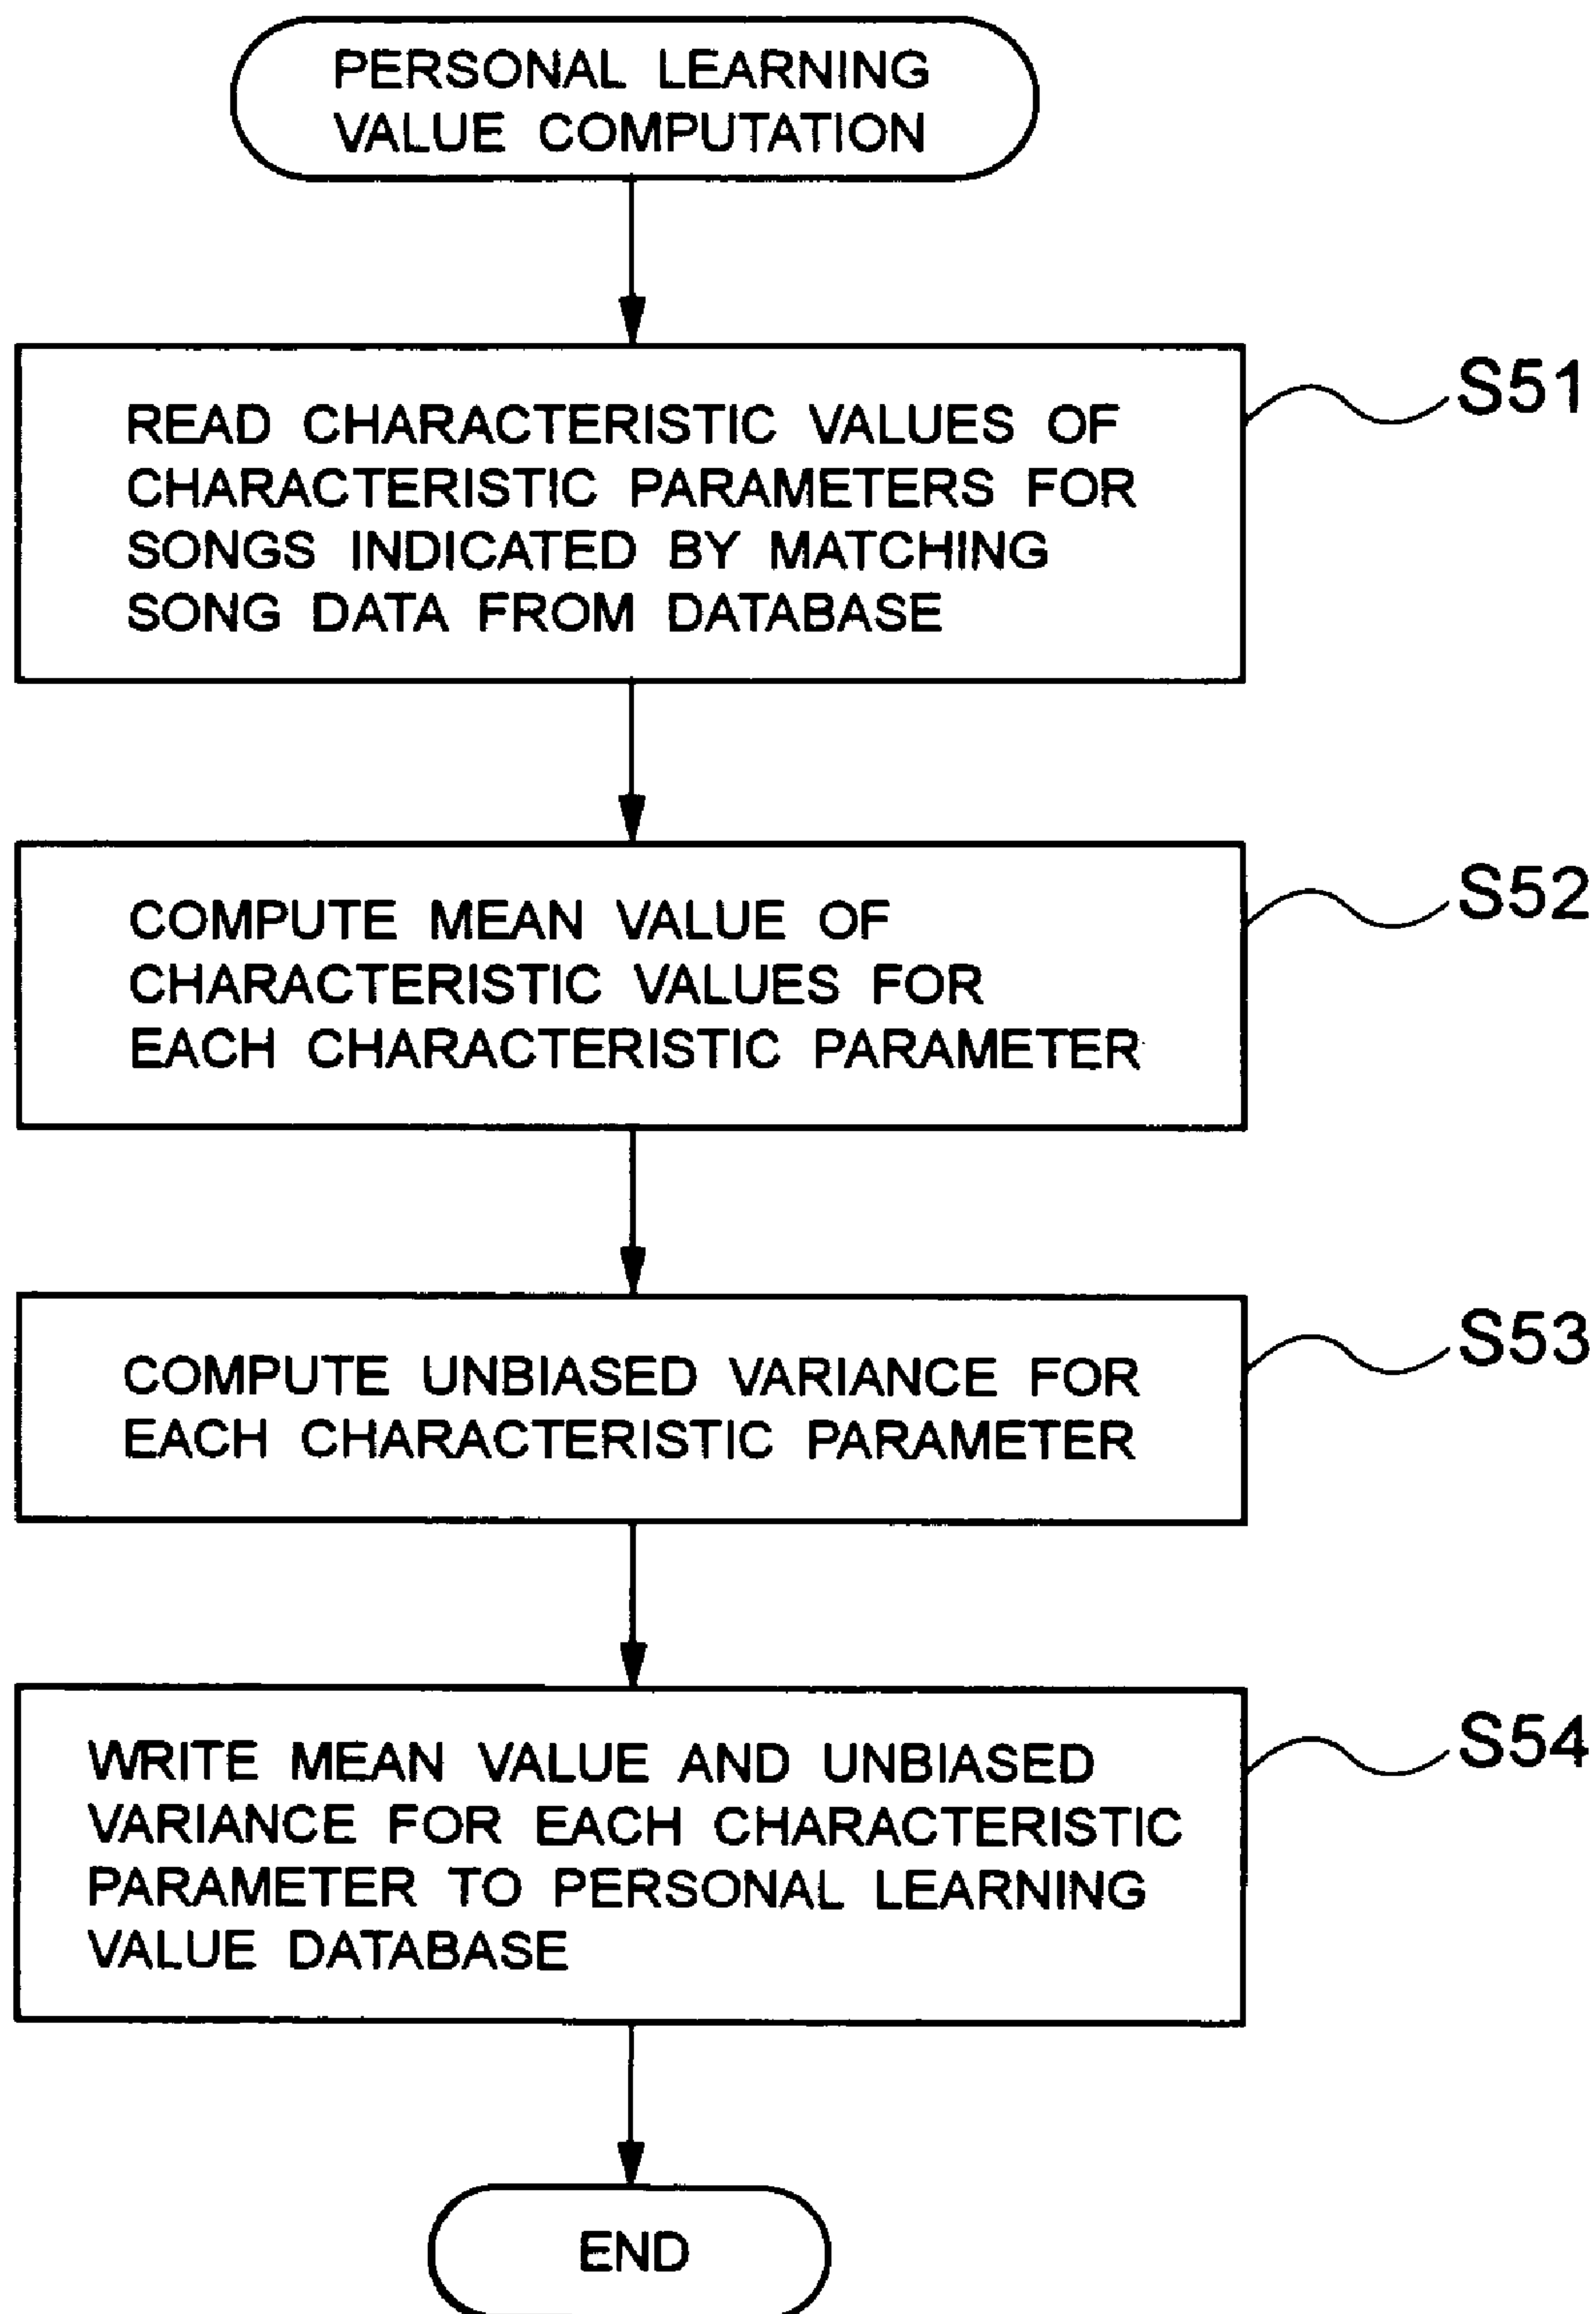 PERSONAL LEARNING
VALUE COMPUTATION
READ CHARACTERISTIC VALUES OF
CHARACTERISTIC PARAMETERS FOR
SONGS INDICATED BY MATCHING
SONG DATA FROM DATABASE
S51
COMPUTE MEAN VALUE OF
CHARACTERISTIC VALUES FOR
EACH CHARACTERISTIC PARAMETER
S52
COMPUTE UNBIASED VARIANCE FOR
EACH CHARACTERISTIC PARAMETER
S53
WRITE MEAN VALUE AND UNBIASED
VARIANCE FOR EACH CHARACTERISTIC
PARAMETER TO PERSONAL LEARNING
VALUE DATABASE
S54
END